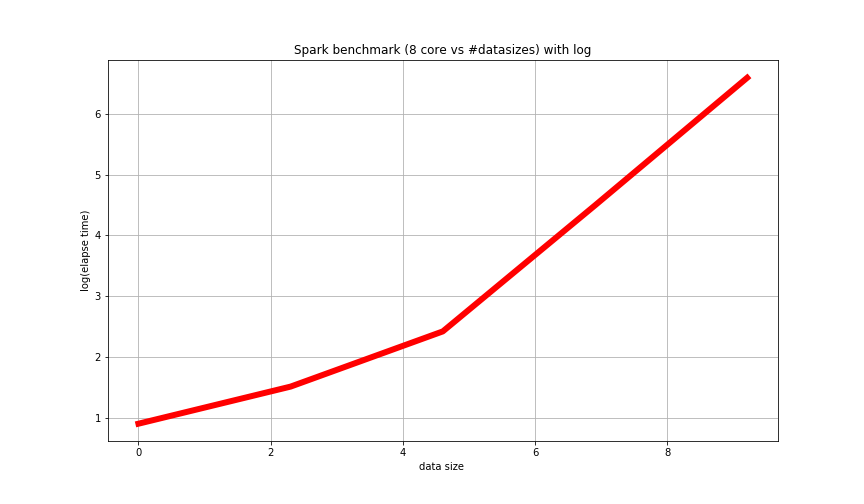 Spark benchmark (8 core vs #datasizes) with log
log(elapse time)
6
5
4
3
2
1
0 2 4 6 8
data size